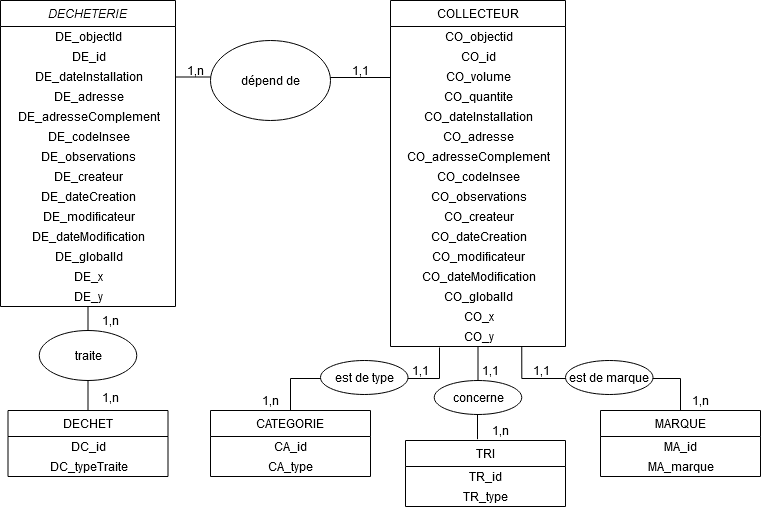 DECHETERIE
DE_objectId
DE_id
DE_dateInstallation
DE_adresse
DE_adresseComplement
DE_codeInsee
DE_observations
DE_createur
DE_dateCreation
DE_modificateur
DE_dateModification
DE_globalId
DE_x
DE_y
1,n
dépend de
1,1
COLLECTEUR
CO_objectid
CO_id
CO_volume
CO_quantite
CO_dateInstallation
CO_adresse
CO_adresseComplement
CO_codeInsee
CO_observations
CO_createur
CO_dateCreation
CO_modificateur
CO_dateModification
CO_globalId
CO_x
CO_y
1,n
traite
1,n
DECHET
DC_id
DC_typeTraite
1,1
est de type
1,n
CATEGORIE
CA_id
CA_type
1,1
concerne
1,n
TRI
TR_id
TR_type
1,1
est de marque
1,n
MARQUE
MA_id
MA_marque